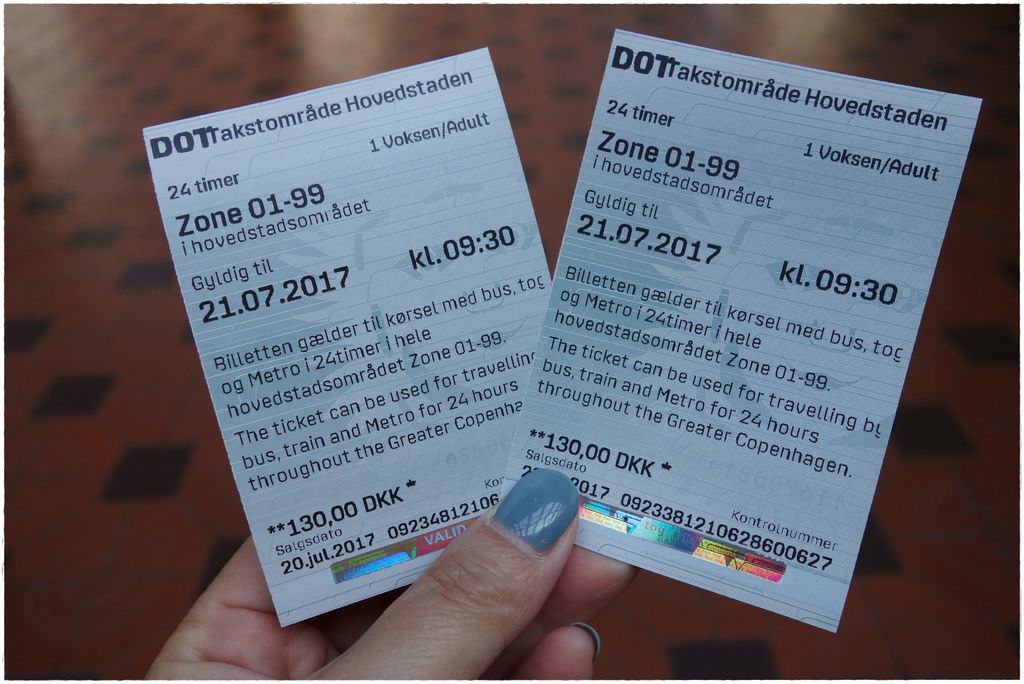 DOT Takstområde Hovedstaden
1 Voksen/Adult
24 timer
Zone 01-99
i hovedstadsområdet
Gyldig til
21.07.2017 kl.09:30
Billetten gælder til kørsel med bus, tog
og Metro i 24timer i hele
hovedstadsområdet Zone 01-99.
The ticket can be used for travelling
bus, train and Metro for 24 hours
throughout the Greater Copenha
**130,00 DKK *
Salgsdato Kon
20.jul.2017 09234812106
VALID
DOT Takstområde Hovedstaden
24 timer
1 Voksen/Adult
Zone 01-99
i hovedstadsområdet
Gyldig til
21.07.2017 kl.09:30
Billetten gælder til kørsel med bus, tog
og Metro i 24timer i hele
hovedstadsområdet Zone 01-99.
The ticket can be used for travelling by
bus, train and Metro for 24 hours
throughout the Greater Copenhagen.
**130,00 DKK *
Salgsdato Kontrolnummer
2017 0923381210628600627